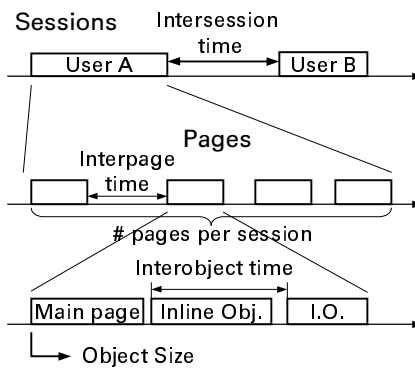 Sessions
Intersession
time
User A
User B
Pages
Interpage
time
# pages per session
Interobject time
Main page
Inline Obj.
I.O.
Object Size